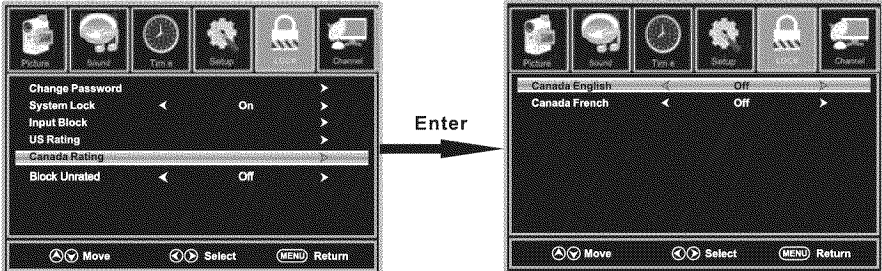 Picture Sound Time Setup LOCK Channel
Change Password
System Lock On
Input Block
US Rating
Canada Rating
Block Unrated Off
Move Select MENU Return
Enter
Picture Sound Time Setup LOCK Channel
Canada English Off
Canada French Off
Move Select MENU Return